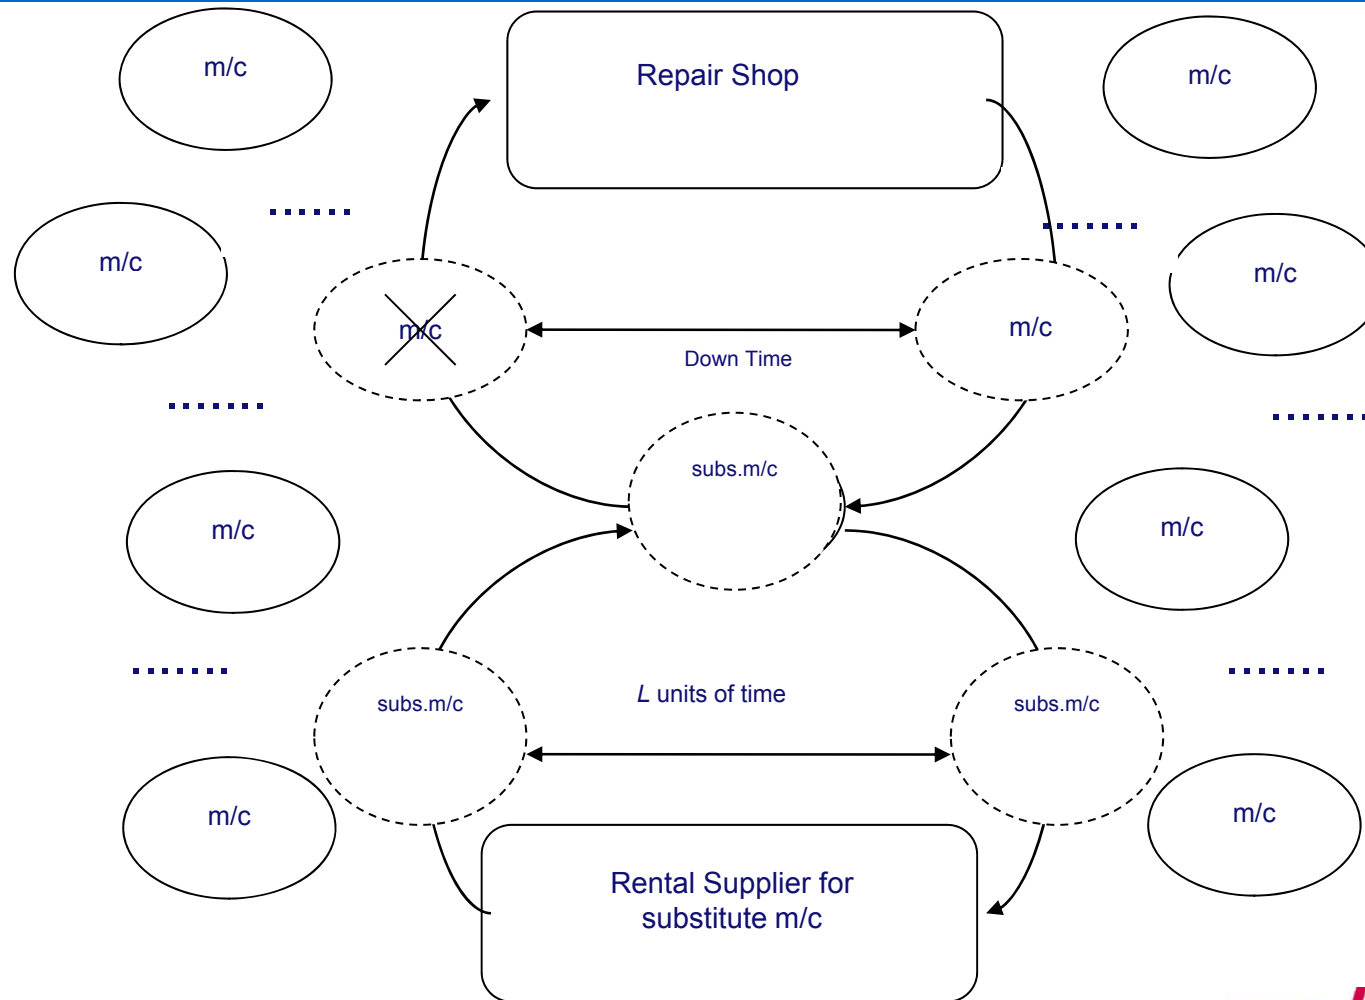 m/c
Repair Shop
m/c
m/c
m/c
m/c
m/c
Down Time
subs.m/c
m/c
m/c
subs.m/c
L units of time
subs.m/c
m/c
m/c
Rental Supplier for
substitute m/c